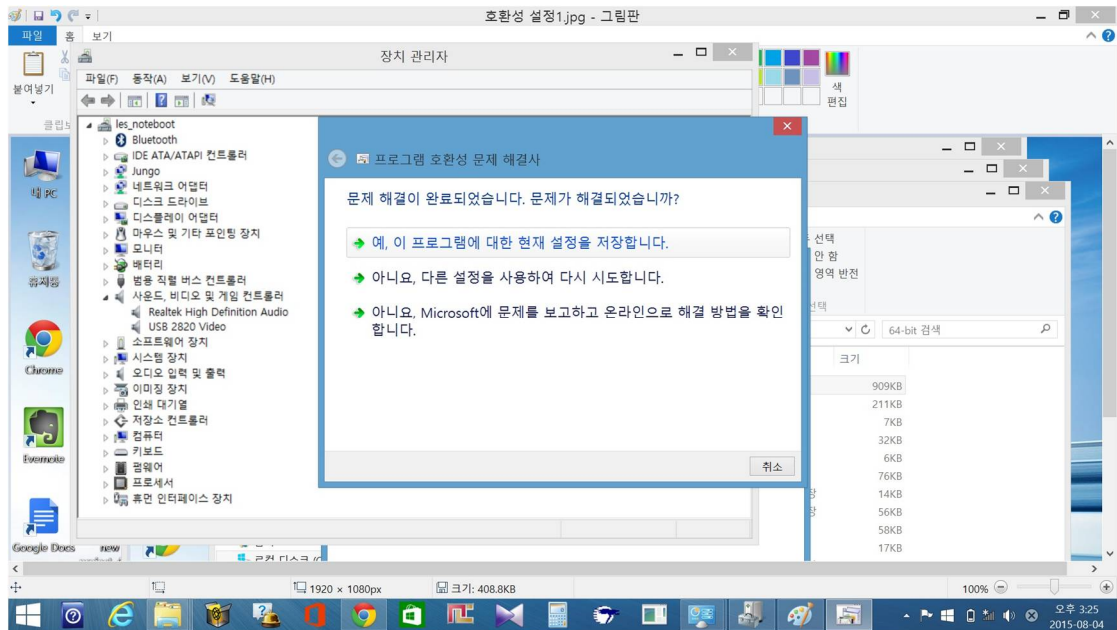 호환성 설정1.jpg - 그림판
파일 홈 보기
붙여넣기
색
편집
장치 관리자
파일(F) 동작(A) 보기(V) 도움말(H)
les_noteboot
Bluetooth
IDE ATA/ATAPI 컨트롤러
Jungo
네트워크 어댑터
디스크 드라이브
디스플레이 어댑터
마우스 및 기타 포인팅 장치
모니터
배터리
범용 직렬 버스 컨트롤러
사운드, 비디오 및 게임 컨트롤러
Realtek High Definition Audio
USB 2820 Video
소프트웨어 장치
시스템 장치
오디오 입력 및 출력
이미징 장치
인쇄 대기열
저장소 컨트롤러
컴퓨터
키보드
펌웨어
프로세서
휴먼 인터페이스 장치
프로그램 호환성 문제 해결사
문제 해결이 완료되었습니다. 문제가 해결되었습니까?
예, 이 프로그램에 대한 현재 설정을 저장합니다.
아니요, 다른 설정을 사용하여 다시 시도합니다.
아니요, Microsoft에 문제를 보고하고 온라인으로 해결 방법을 확인
합니다.
취소
선택
안 함
영역 반전
64-bit 검색
크기
909KB
211KB
7KB
32KB
6KB
76KB
14KB
56KB
58KB
17KB
내 PC
휴지통
Chrome
Evernote
Google Docs
new
1920 × 1080px
크기: 408.8KB
100%
오후 3:25
2015-08-04